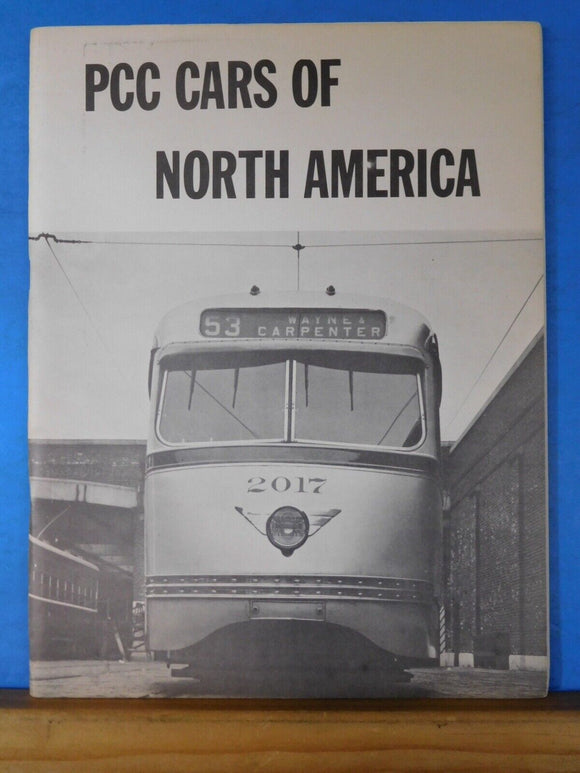 PCC CARS OF
NORTH AMERICA
53 WAYNE &
CARPENTER
2017